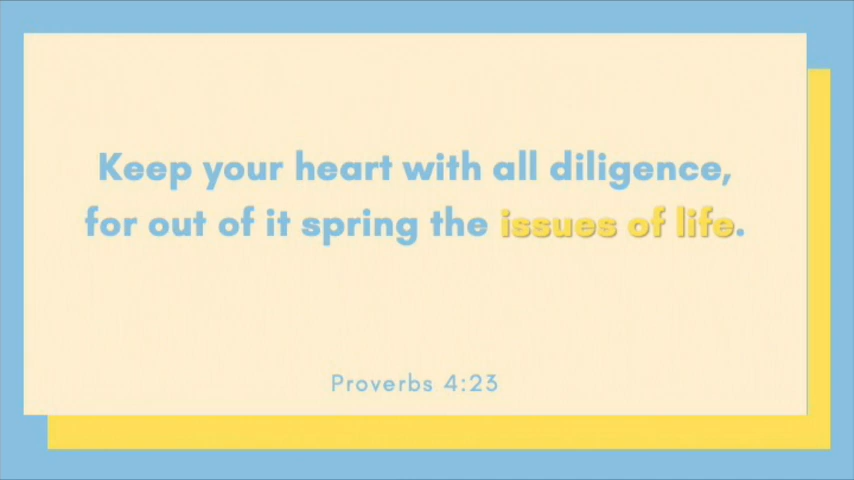 Keep your heart with all diligence,
for out of it spring the issues of life.
Proverbs 4:23